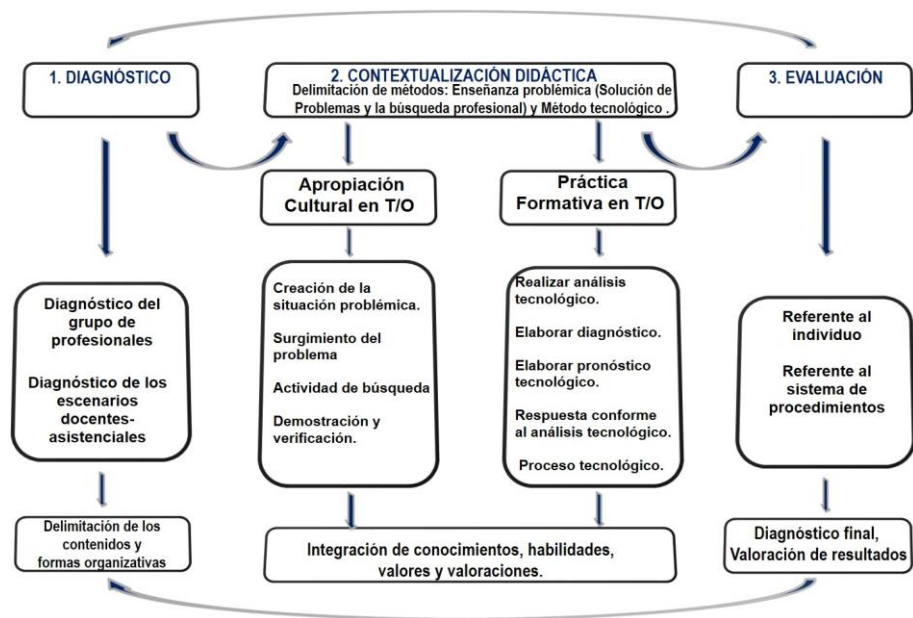 1. DIAGNÓSTICO
2. CONTEXTUALIZACIÓN DIDÁCTICA
Delimitación de métodos: Enseñanza problémica (Solución de
Problemas y la búsqueda profesional) y Método tecnológico .
3. EVALUACIÓN
Apropiación
Cultural en T/O
Práctica
Formativa en T/O
Diagnóstico del
grupo de
profesionales
Diagnóstico de los
escenarios
docentes-
asistenciales
Creación de la
situación problémica.
Surgimiento del
problema
Actividad de búsqueda
Demostración y
verificación.
Realizar análisis
tecnológico.
Elaborar diagnóstico.
Elaborar pronóstico
tecnológico.
Respuesta conforme
al análisis tecnológico.
Proceso tecnológico.
Referente al
individuo
Referente al
sistema de
procedimientos
Delimitación de los
contenidos y
formas organizativas
Integración de conocimientos, habilidades,
valores y valoraciones.
Diagnóstico final,
Valoración de resultados